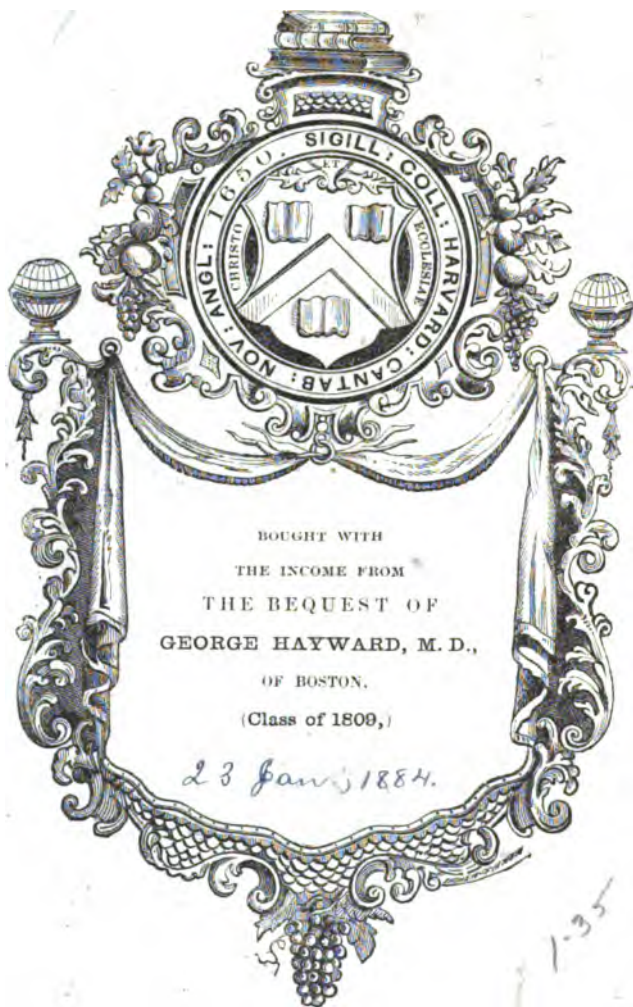 SIGILL: COLL: HARVARD: CANTAB: NOV: ANGL: 1650.
ET
CHRISTO
ECCLESIAE
BOUGHT WITH
THE INCOME FROM
THE BEQUEST OF
GEORGE HAYWARD, M. D.,
OF BOSTON,
(Class of 1809,)
23 Jan., 1884.
1-35